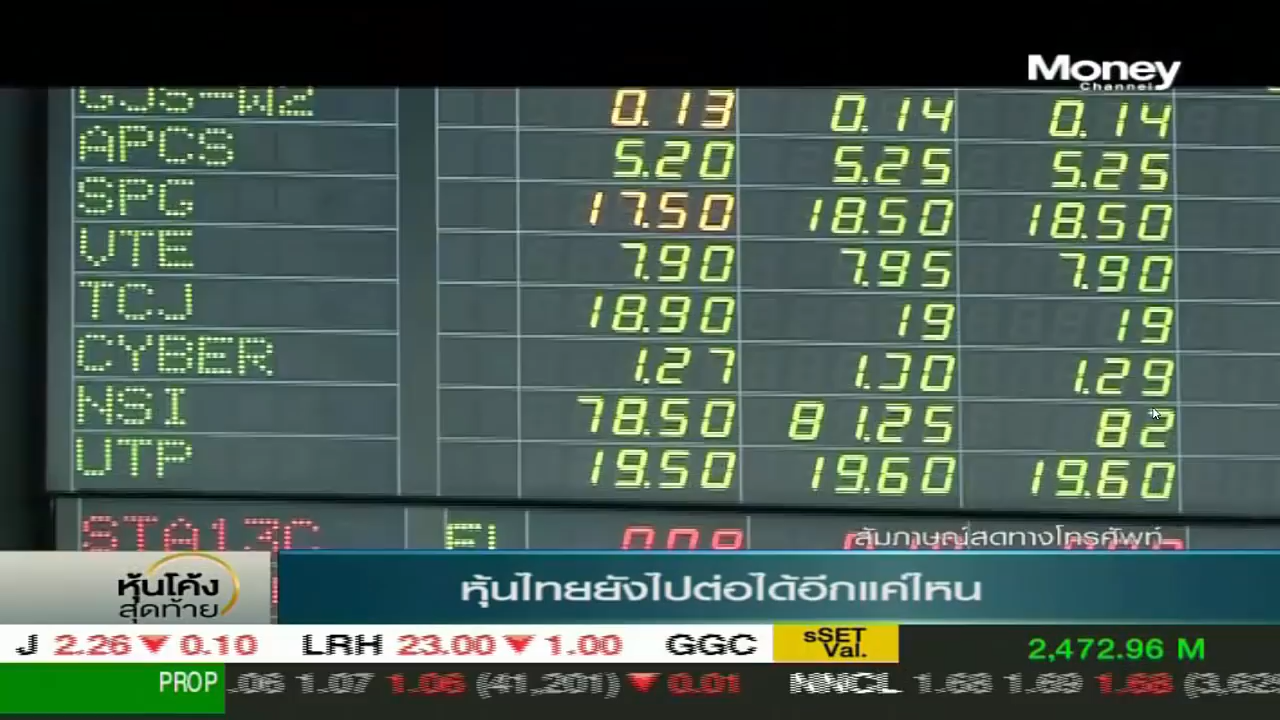 Money
Channel
GJS-W2 0.13 0.14 0.14
APCS 5.20 5.25 5.25
SPG 17.50 18.50 18.50
VTE 7.90 7.95 7.90
TCJ 18.90 19 19
CYBER 1.27 1.30 1.29
NSI 78.50 81.25 82
UTP 19.50 19.60 19.60
STA13C
สัมภาษณ์สดทางโทรศัพท์
หุ้นโค้ง
สุดท้าย
หุ้นไทยยังไปต่อได้อีกแค่ไหน
J 2.26 ▼ 0.10 LRH 23.00 ▼ 1.00 GGC
sSET
Val.
2,472.96 M
PROP .06 1.07 1.06 (41,201) ▼ 0.01 NNCL 1.68 1.69 1.68